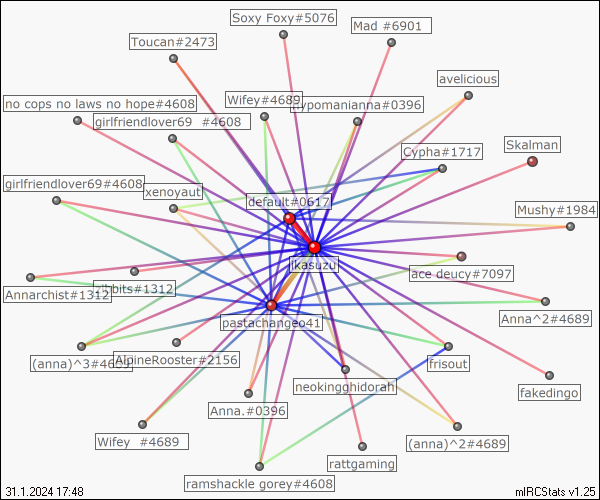 Soxy Foxy#5076
Mad #6901
Toucan#2473
avelicious
no cops no laws no hope#4608
Wifey#4689
hypomanianna#0396
girlfriendlover69 #4608
Skalman
Cypha#1717
girlfriendlover69#4608
xenoyaut
default#0617
Mushy#1984
ikasuzu
ace deucy#7097
Annarchist#1312
#1312
Anna^2#4689
pastachangeo41
(anna)^3#4689
AlpineRooster#2156
frisout
neokingghidorah
fakedingo
Anna.#0396
Wifey #4689
(anna)^2#4689
rattgaming
ramshackle gorey#4608
31.1.2024 17:48
mIRCStats v1.25